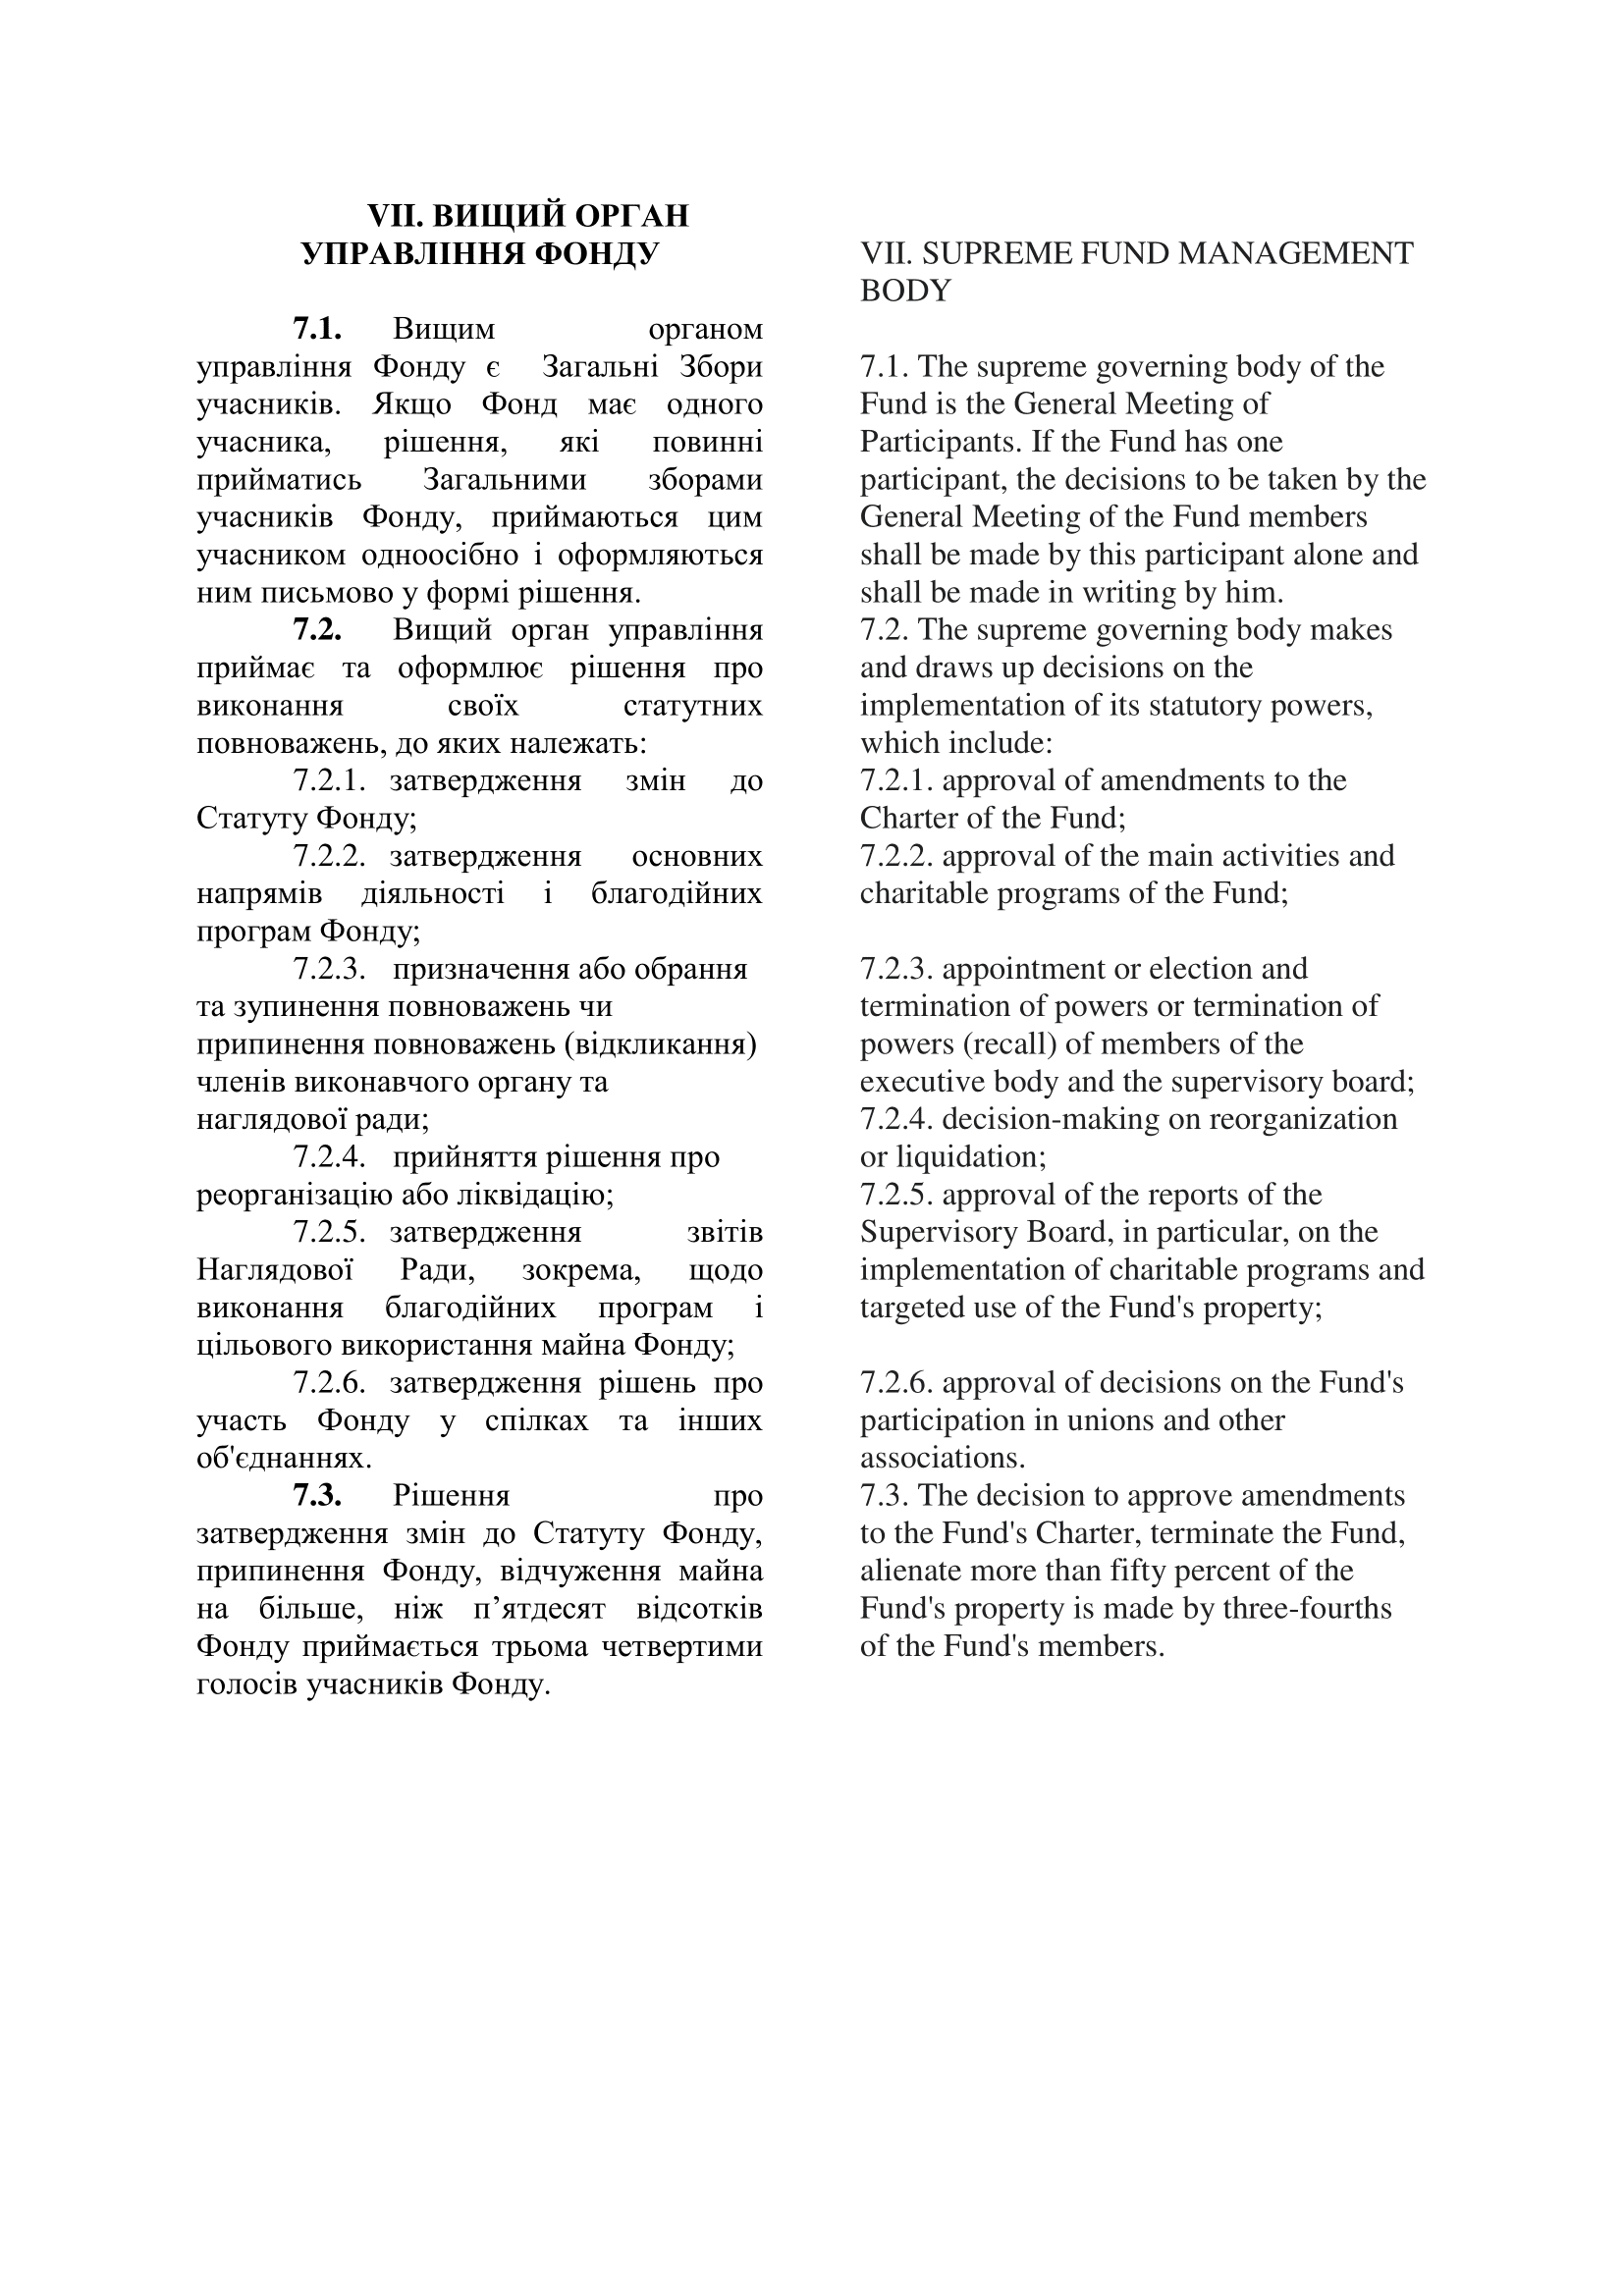 VII. ВИЩИЙ ОРГАН
УПРАВЛІННЯ ФОНДУ
7.1. Вищим органом
управління Фонду є Загальні Збори
учасників. Якщо Фонд має одного
учасника, рішення, які повинні
прийматись Загальними зборами
учасників Фонду, приймаються цим
учасником одноосібно і оформляються
ним письмово у формі рішення.
7.2. Вищий орган управління
приймає та оформлює рішення про
виконання своїх статутних
повноважень, до яких належать:
7.2.1. затвердження змін до
Статуту Фонду;
7.2.2. затвердження основних
напрямів діяльності і благодійних
програм Фонду;
7.2.3. призначення або обрання
та зупинення повноважень чи
припинення повноважень (відкликання)
членів виконавчого органу та
наглядової ради;
7.2.4. прийняття рішення про
реорганізацію або ліквідацію;
7.2.5. затвердження звітів
Наглядової Ради, зокрема, щодо
виконання благодійних програм і
цільового використання майна Фонду;
7.2.6. затвердження рішень про
участь Фонду у спілках та інших
об'єднаннях.
7.3. Рішення про
затвердження змін до Статуту Фонду,
припинення Фонду, відчуження майна
на більше, ніж п’ятдесят відсотків
Фонду приймається трьома четвертими
голосів учасників Фонду.
VII. SUPREME FUND MANAGEMENT
BODY
7.1. The supreme governing body of the
Fund is the General Meeting of
Participants. If the Fund has one
participant, the decisions to be taken by the
General Meeting of the Fund members
shall be made by this participant alone and
shall be made in writing by him.
7.2. The supreme governing body makes
and draws up decisions on the
implementation of its statutory powers,
which include:
7.2.1. approval of amendments to the
Charter of the Fund;
7.2.2. approval of the main activities and
charitable programs of the Fund;
7.2.3. appointment or election and
termination of powers or termination of
powers (recall) of members of the
executive body and the supervisory board;
7.2.4. decision-making on reorganization
or liquidation;
7.2.5. approval of the reports of the
Supervisory Board, in particular, on the
implementation of charitable programs and
targeted use of the Fund's property;
7.2.6. approval of decisions on the Fund's
participation in unions and other
associations.
7.3. The decision to approve amendments
to the Fund's Charter, terminate the Fund,
alienate more than fifty percent of the
Fund's property is made by three-fourths
of the Fund's members.